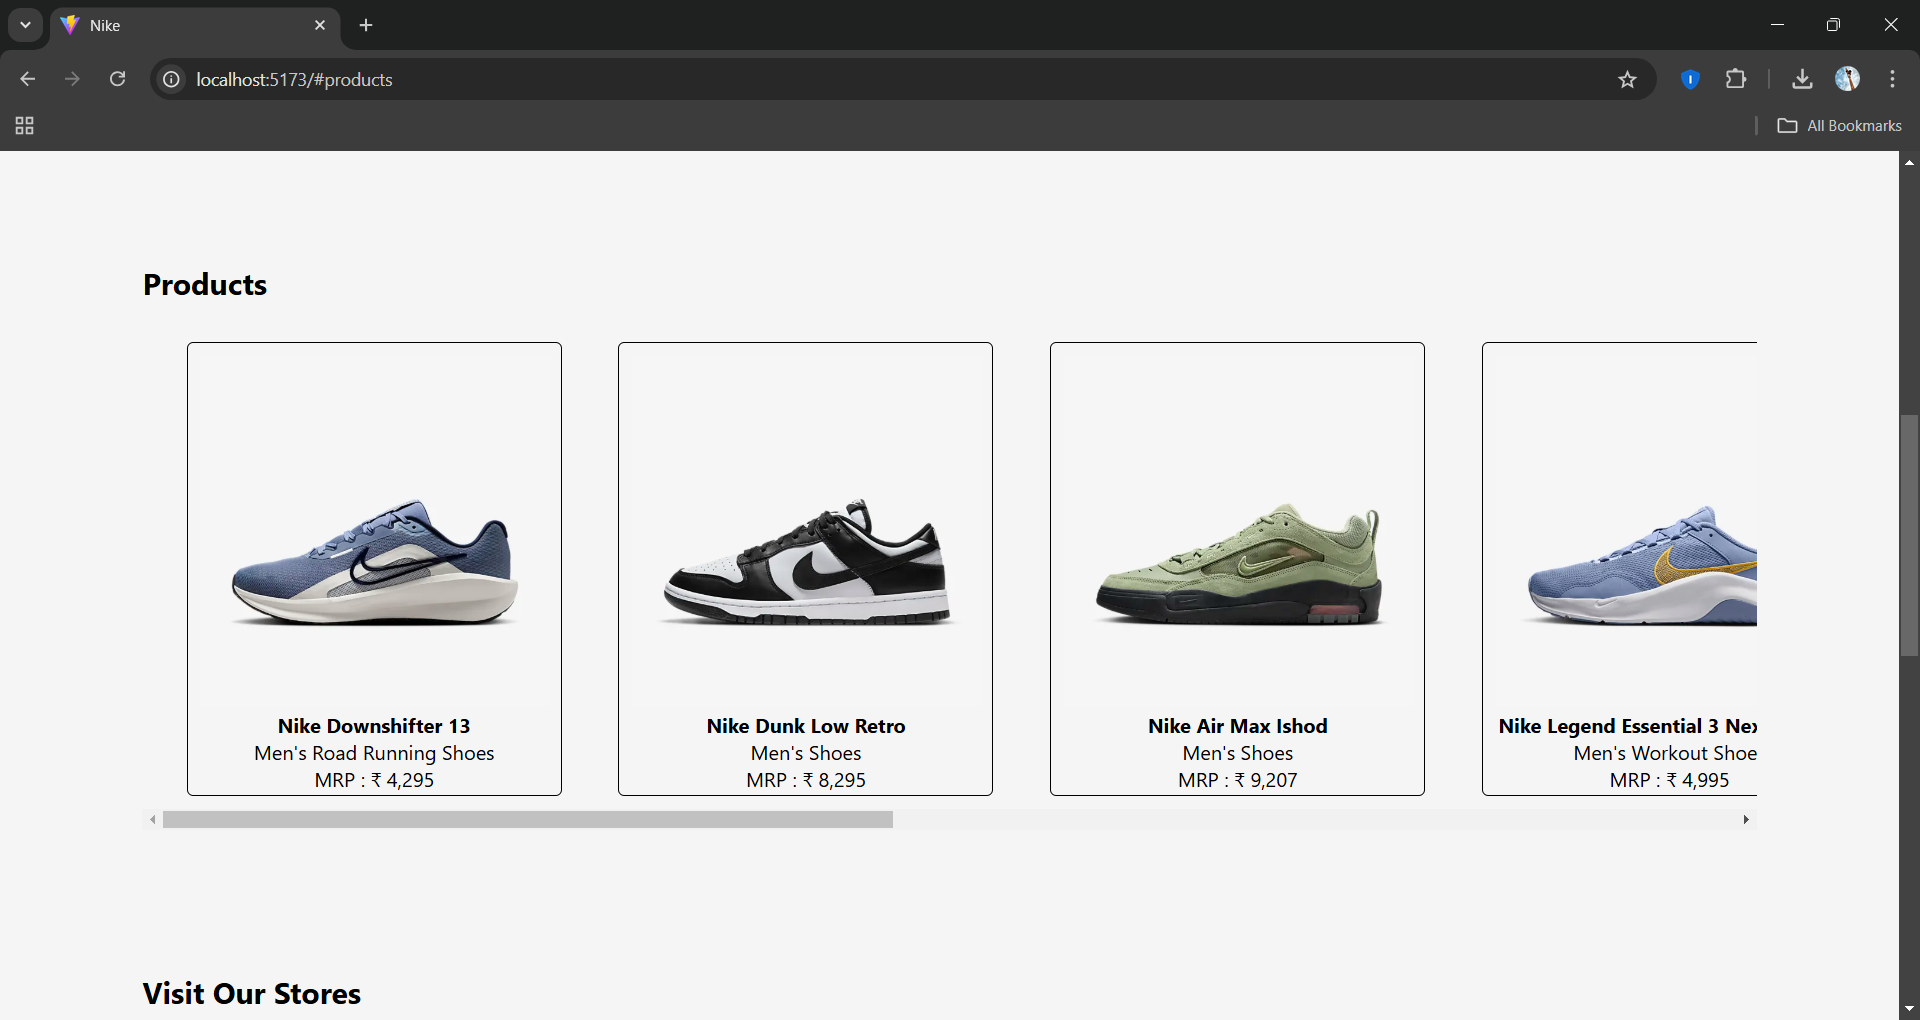 Nike
localhost:5173/#products
All Bookmarks
Products
Nike Downshifter 13
Men's Road Running Shoes
MRP : ₹ 4,295
Nike Dunk Low Retro
Men's Shoes
MRP : ₹ 8,295
Nike Air Max Ishod
Men's Shoes
MRP : ₹ 9,207
Nike Legend Essential 3 Nex
Men's Workout Shoe
MRP : ₹ 4,995
Visit Our Stores